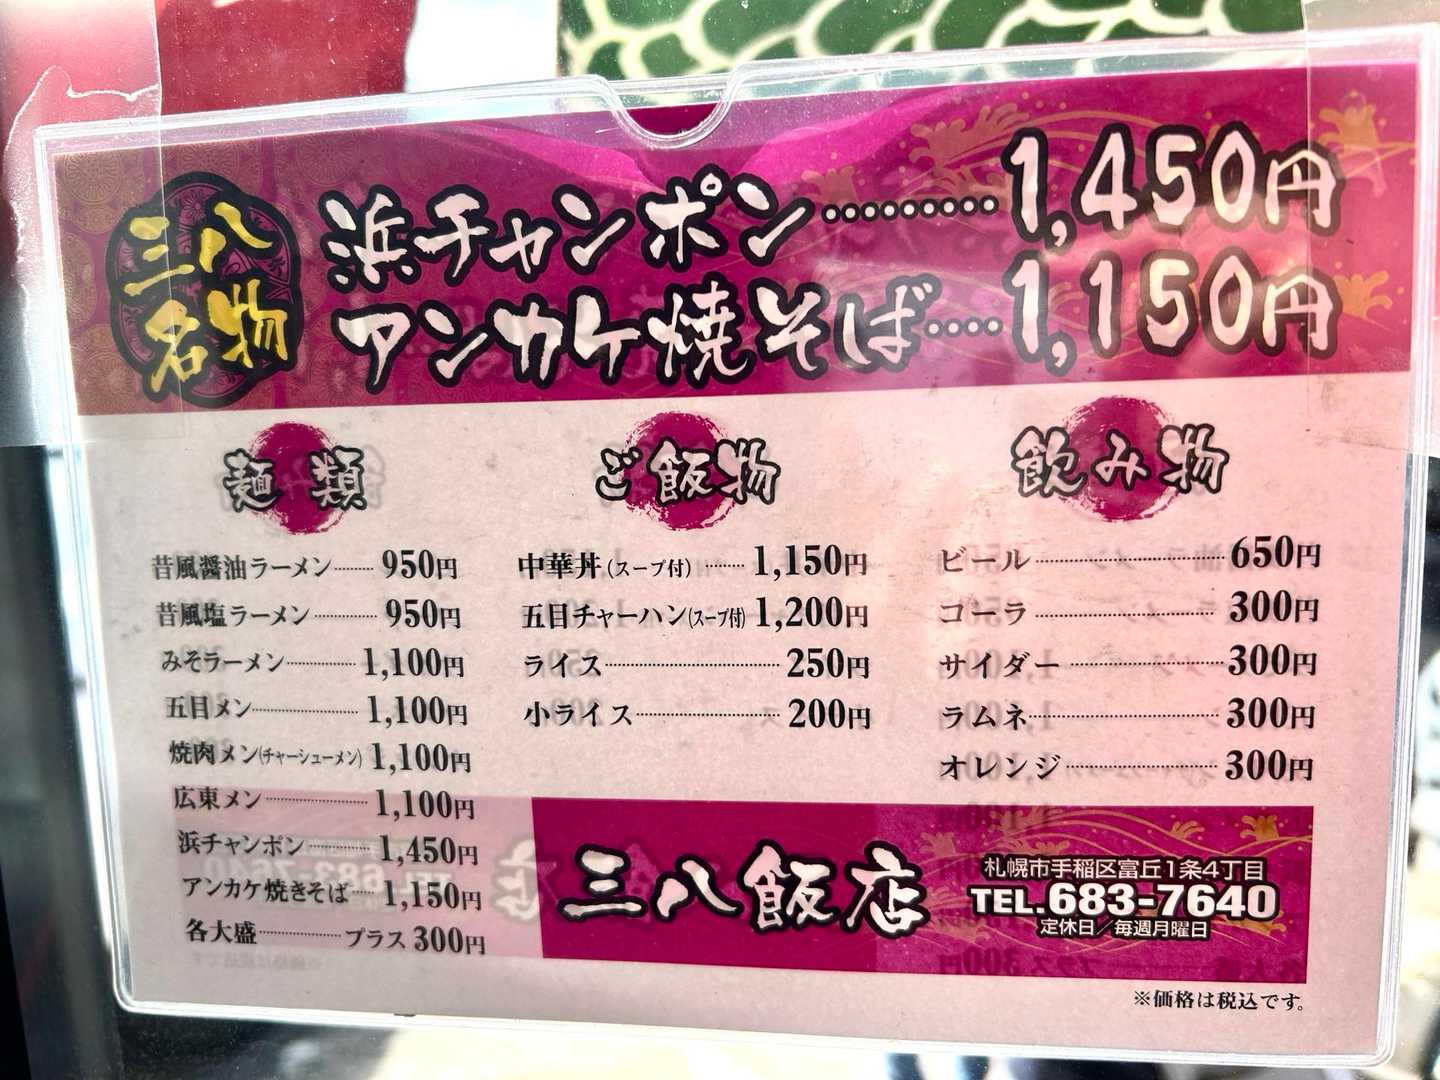 三八
名物
浜チャンポン………1,450円
アンカケ焼そば…1,150円
麺類
昔風醤油ラーメン………950円
昔風塩ラーメン………950円
みそラーメン………1,100円
五目メン………1,100円
焼肉メン(チャーシューメン)1,100円
広東メン………1,100円
浜チャンポン………1,450円
アンカケ焼きそば…1,150円
各大盛………プラス300円
ご飯物
中華丼(スープ付)………1,150円
五目チャーハン(スープ付)1,200円
ライス………250円
小ライス………200円
飲み物
ビール………650円
コーラ………300円
サイダー………300円
ラムネ………300円
オレンジ………300円
三八飯店
札幌市手稲区富丘1条4丁目
TEL.683-7640
定休日/毎週月曜日
※価格は税込です。